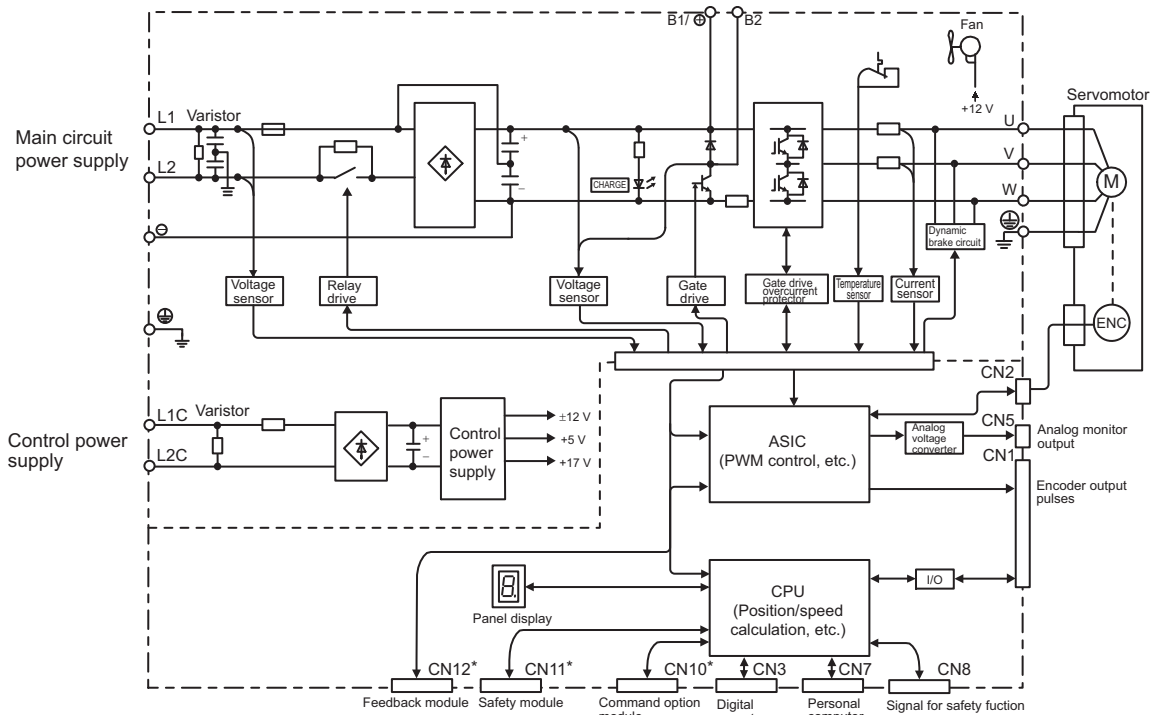 B1/ ⊕
B2
Fan
+12 V
Servomotor
Main circuit
power supply
L1
Varistor
L2
+
−
CHARGE
U
V
W
M
⊖
Dynamic
brake circuit
Voltage
sensor
Relay
drive
Voltage
sensor
Gate
drive
Gate drive
overcurrent
protector
Temperature
sensor
Current
sensor
ENC
CN2
Control power
supply
L1C
Varistor
L2C
+
−
Control
power
supply
±12 V
+5 V
+17 V
ASIC
(PWM control, etc.)
Analog
voltage
converter
CN5
Analog monitor
output
CN1
Encoder output
pulses
8.
Panel display
CPU
(Position/speed
calculation, etc.)
I/O
CN12*
CN11*
CN10*
CN3
CN7
CN8
Feedback module
Safety module
Command option
Digital
Personal
Signal for safety fuction